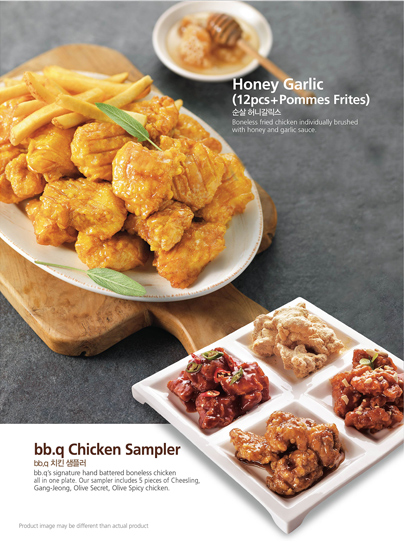 Honey Garlic
(12pcs+Pommes Frites)
순살 허니갈릭스
Boneless fried chicken individually brushed
with honey and garlic sauce.
bb.q Chicken Sampler
bb.q 치킨 샘플러
bb.q's signature hand battered boneless chicken
all in one plate. Our sampler includes 5 pieces of Cheesling,
Gang-Jeong, Olive Secret, Olive Spicy chicken.
Product image may be different than actual product